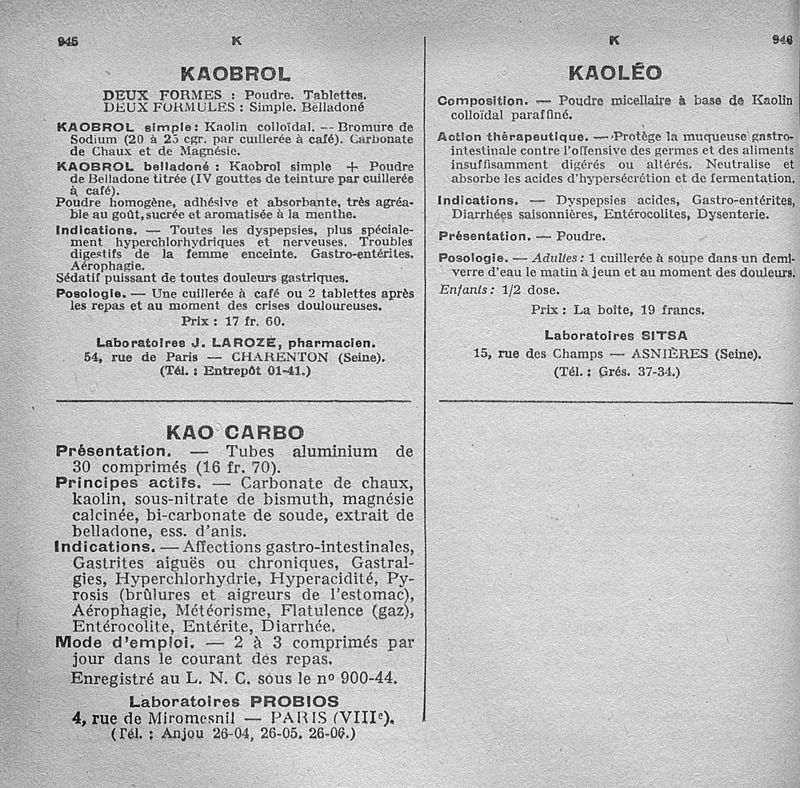 945
K
KAOBROL
DEUX FORMES : Poudre. Tablettes.
DEUX FORMULES : Simple. Belladoné
KAOBROL simple : Kaolin colloïdal. -- Bromure de
Sodium (20 à 25 cgr. par cuillerée à café). Carbonate
de Chaux et de Magnésie.
KAOBROL belladoné : Kaobrol simple + Poudre
de Belladone titrée (IV gouttes de teinture par cuillerée
à café).
Poudre homogène, adhésive et absorbante, très agréa-
ble au goût, sucrée et aromatisée à la menthe.
Indications. — Toutes les dyspepsies, plus spéciale-
ment hyperchlorhydriques et nerveuses. Troubles
digestifs de la femme enceinte. Gastro-entérites.
Aérophagie.
Sédatif puissant de toutes douleurs gastriques.
Posologie. — Une cuillerée à café ou 2 tablettes après
les repas et au moment des crises douloureuses.
Prix : 17 fr. 60.
Laboratoires J. LAROZE, pharmacien.
54, rue de Paris — CHARENTON (Seine).
(Tél. : Entrepôt 01-41.)
KAO CARBO
Présentation. — Tubes aluminium de
30 comprimés (16 fr. 70).
Principes actifs. — Carbonate de chaux,
kaolin, sous-nitrate de bismuth, magnésie
calcinée, bi-carbonate de soude, extrait de
belladone, ess. d'anis.
Indications. — Affections gastro-intestinales,
Gastrites aiguës ou chroniques, Gastral-
gies, Hyperchlorhydrie, Hyperacidité, Py-
rosis (brûlures et aigreurs de l'estomac),
Aérophagie, Météorisme, Flatulence (gaz),
Entérocolite, Entérite, Diarrhée.
Mode d'emploi. — 2 à 3 comprimés par
jour dans le courant des repas.
Enregistré au L. N. C. sous le nº 900-44.
Laboratoires PROBIOS
4, rue de Miromesnil — PARIS (VIIIᵉ).
(Tél. : Anjou 26-04, 26-05. 26-06.)
K
946
KAOLÉO
Composition. — Poudre micellaire à base de Kaolin
colloïdal paraffiné.
Action thérapeutique. — Protège la muqueuse gastro-
intestinale contre l'offensive des germes et des aliments
insuffisamment digérés ou altérés. Neutralise et
absorbe les acides d'hypersécrétion et de fermentation.
Indications. — Dyspepsies acides, Gastro-entérites,
Diarrhées saisonnières, Entérocolites, Dysenterie.
Présentation. — Poudre.
Posologie. — Adultes : 1 cuillerée à soupe dans un demi-
verre d'eau le matin à jeun et au moment des douleurs.
Enfants : 1/2 dose.
Prix : La boîte, 19 francs.
Laboratoires SITSA
15, rue des Champs — ASNIÈRES (Seine).
(Tél. : Grés. 37-34.)